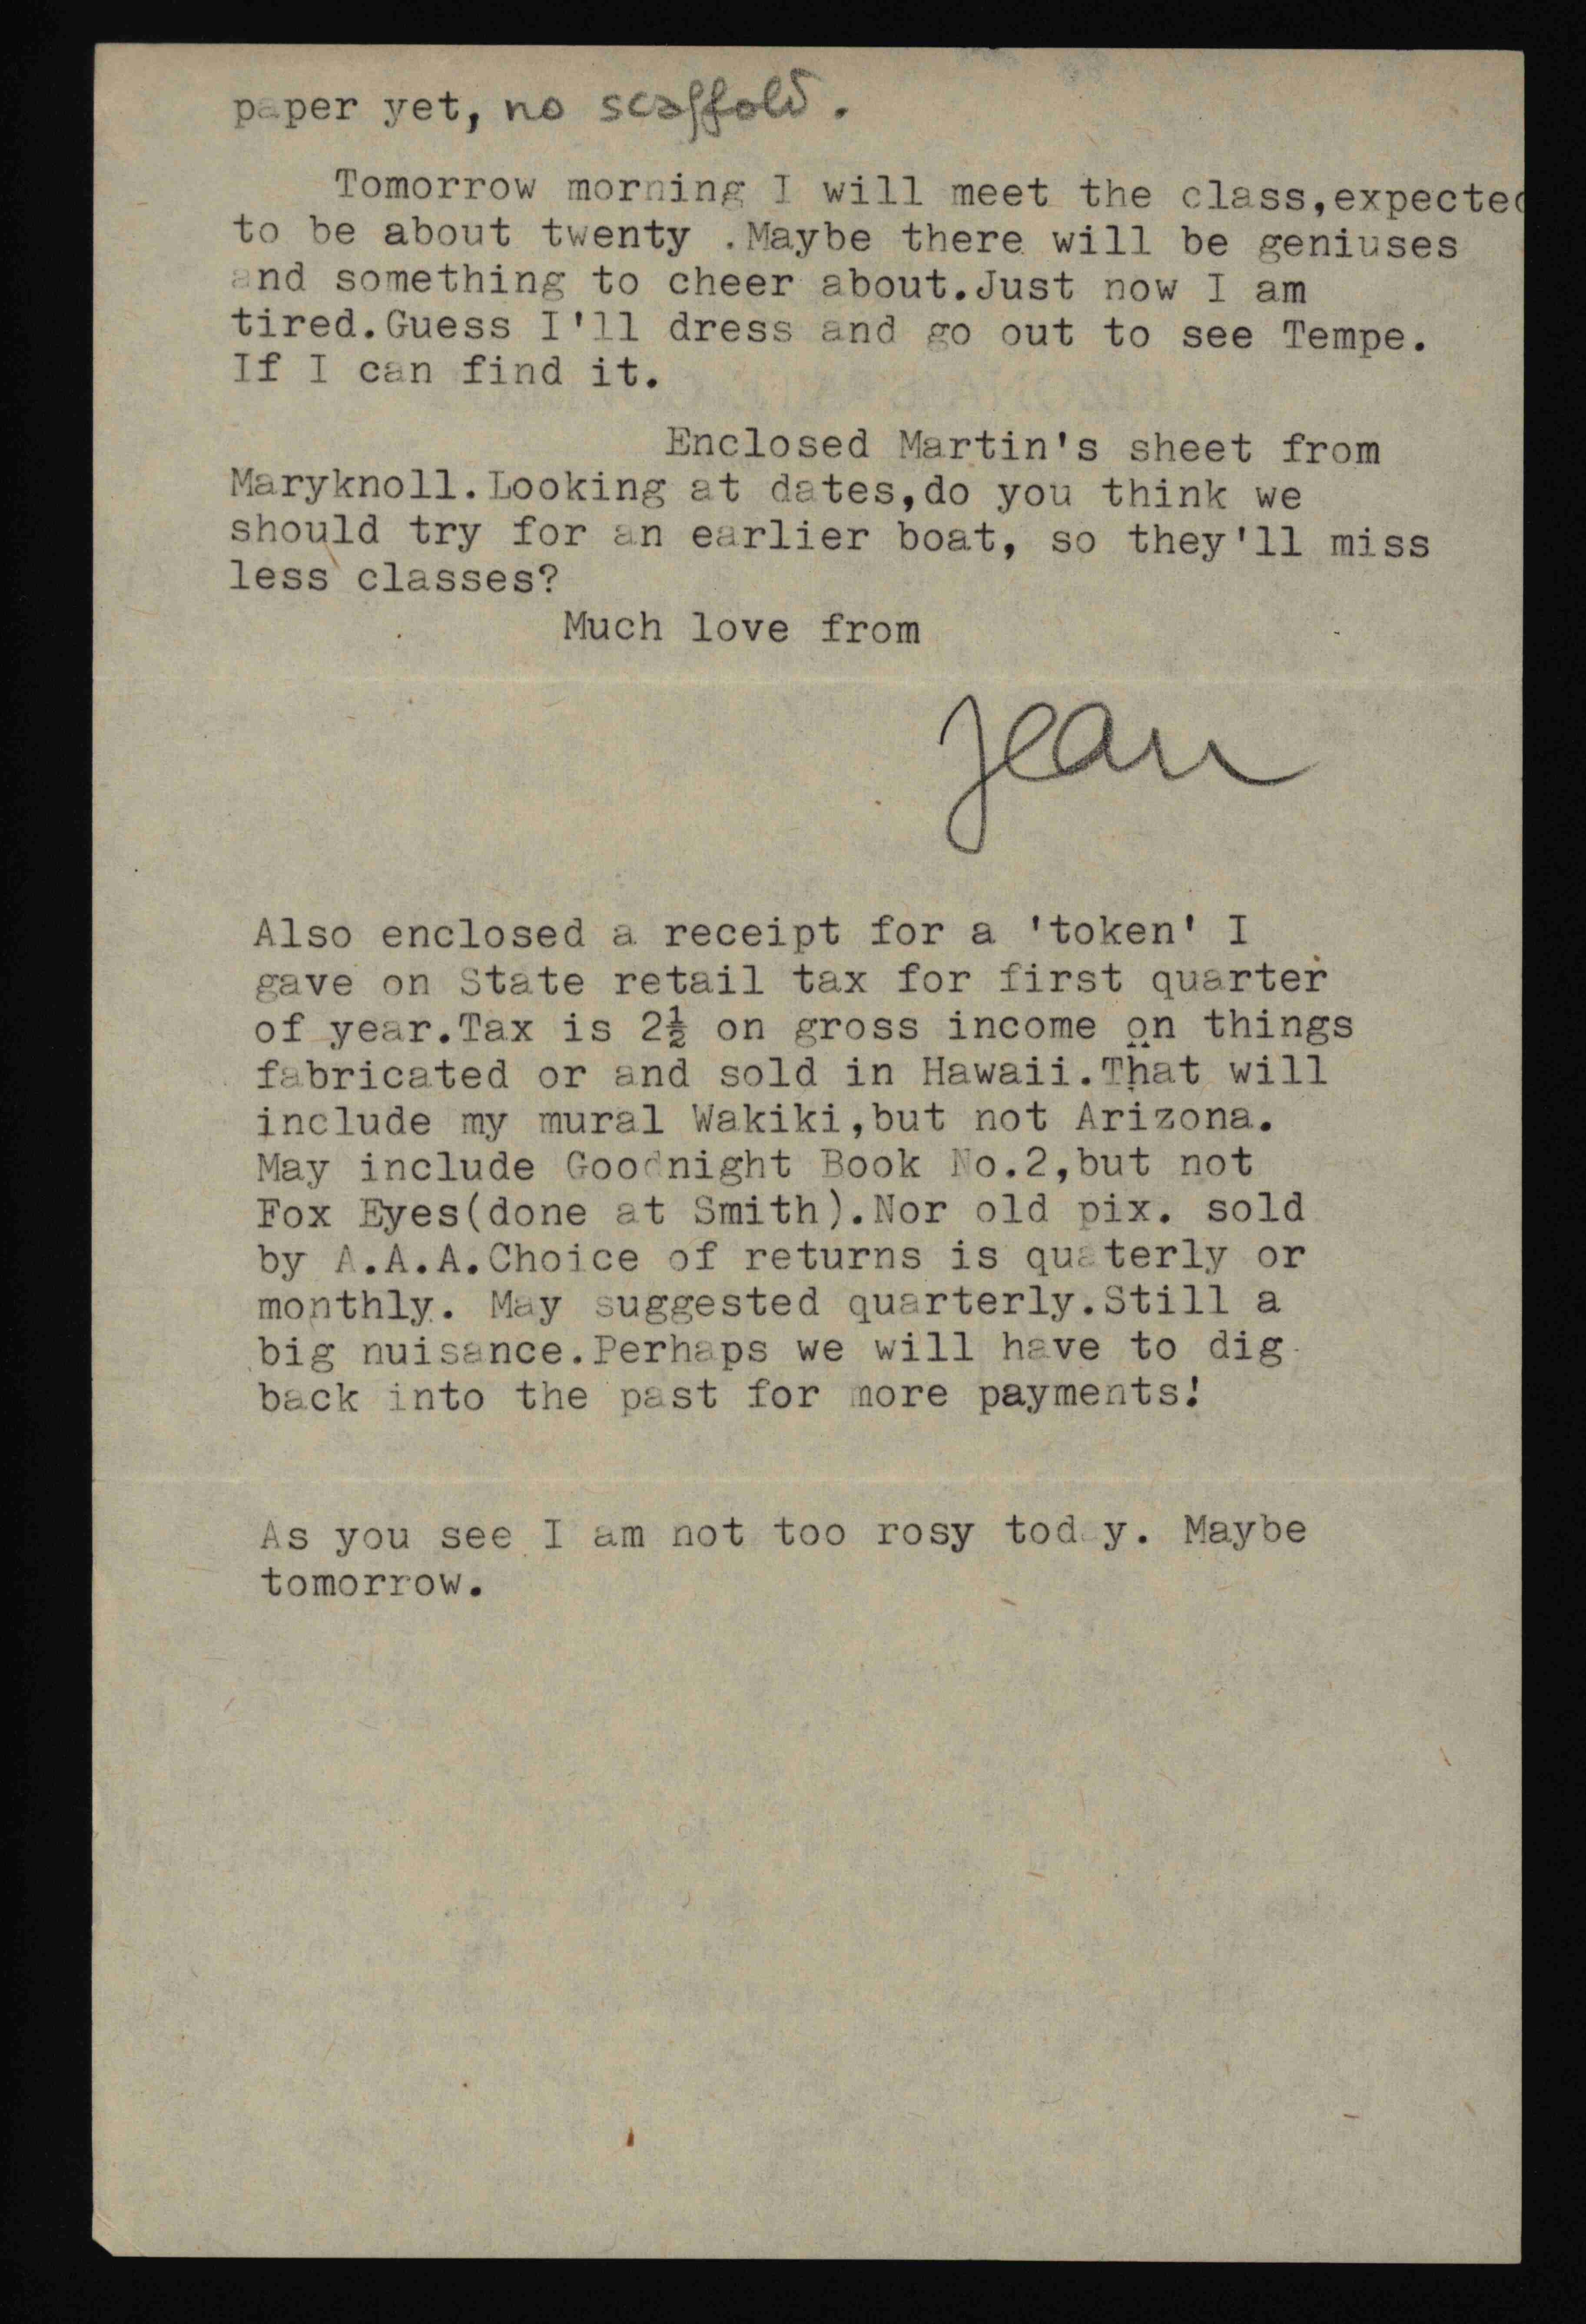 paper yet, no scaffold.
Tomorrow morning I will meet the class,expected
to be about twenty .Maybe there will be geniuses
and something to cheer about.Just now I am
tired.Guess I'll dress and go out to see Tempe.
If I can find it.
Enclosed Martin's sheet from
Maryknoll.Looking at dates,do you think we
should try for an earlier boat, so they'll miss
less classes?
Much love from
Jean
Also enclosed a receipt for a 'token' I
gave on State retail tax for first quarter
of year.Tax is 2½ on gross income on things
fabricated or and sold in Hawaii.That will
include my mural Wakiki,but not Arizona.
May include Goodnight Book No.2,but not
Fox Eyes(done at Smith).Nor old pix. sold
by A.A.A.Choice of returns is quaterly or
monthly. May suggested quarterly.Still a
big nuisance.Perhaps we will have to dig
back into the past for more payments!
As you see I am not too rosy today. Maybe
tomorrow.